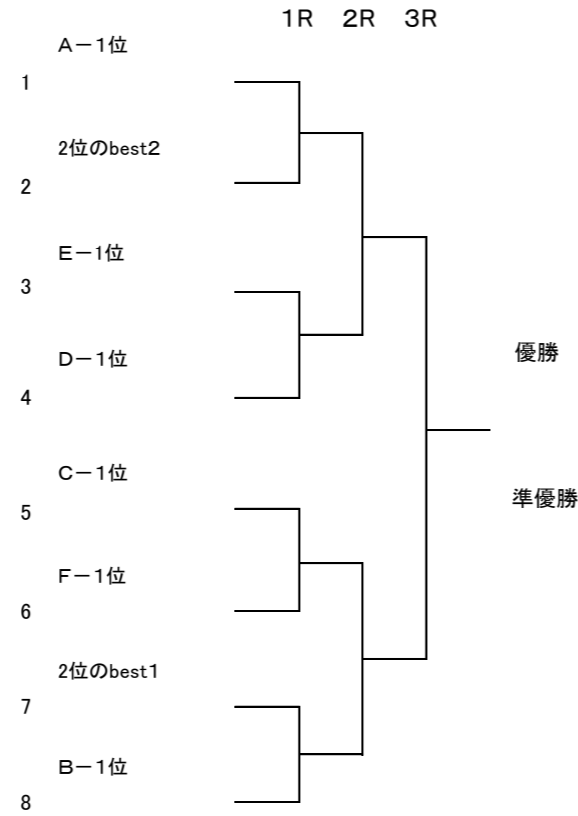 １Ｒ ２Ｒ ３Ｒ
Ａ－１位
1
2位のbest２
2
Ｅ－１位
3
Ｄ－１位
4
優勝
Ｃ－１位
準優勝
5
Ｆ－１位
6
2位のbest１
7
Ｂ－１位
8